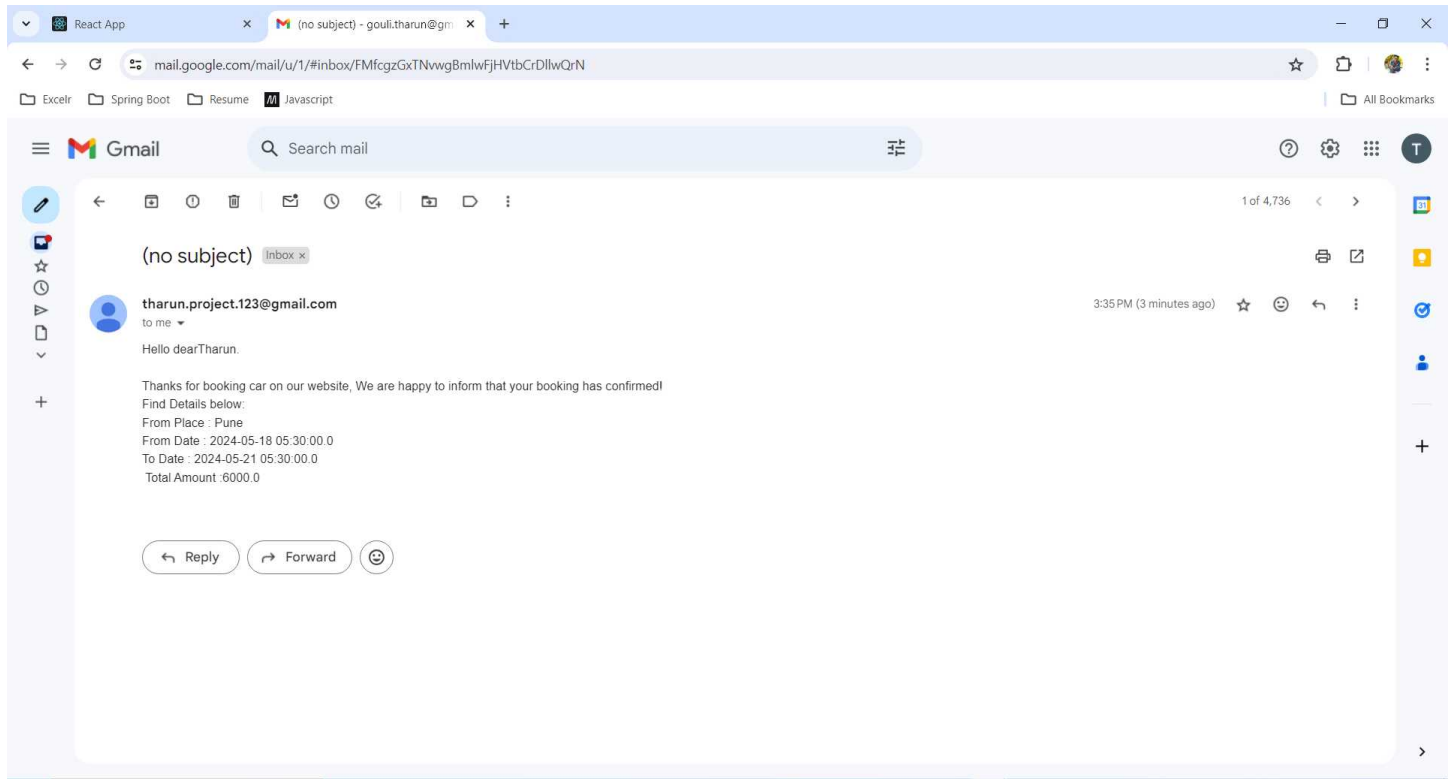 React App
(no subject) - gouli.tharun@gm
mail.google.com/mail/u/1/#inbox/FMfcgzGxTNvwgBmlwFjHVtbCrDllwQrN
Excelr Spring Boot Resume M Javascript All Bookmarks
Gmail
Search mail
T
1 of 4,736
31
(no subject)
Inbox ×
tharun.project.123@gmail.com
3:35 PM (3 minutes ago)
to me
Hello dearTharun.
Thanks for booking car on our website, We are happy to inform that your booking has confirmed!
Find Details below:
From Place : Pune
From Date : 2024-05-18 05:30:00.0
To Date : 2024-05-21 05:30:00.0
Total Amount :6000.0
Reply
Forward